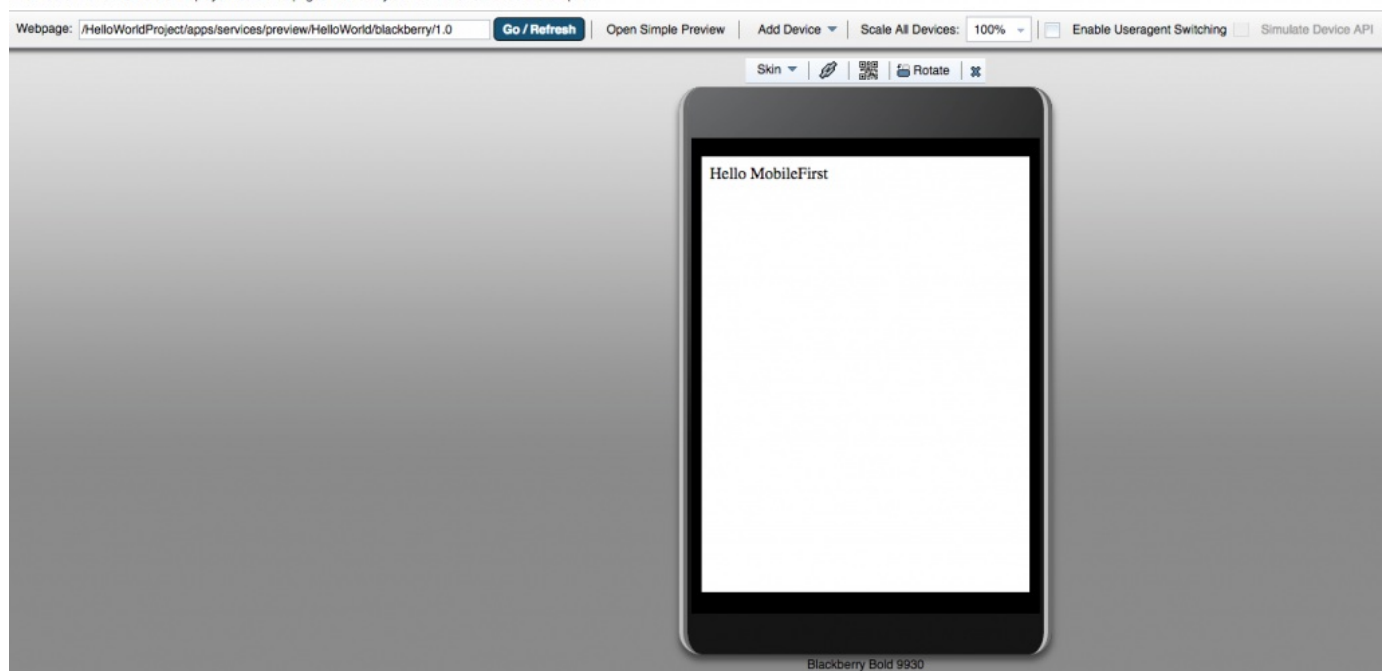 Webpage: /HelloWorldProject/apps/services/preview/HelloWorld/blackberry/1.0 Go / Refresh Open Simple Preview Add Device Scale All Devices: 100% Enable Useragent Switching Simulate Device API
Skin Rotate
Hello MobileFirst
Blackberry Bold 9930